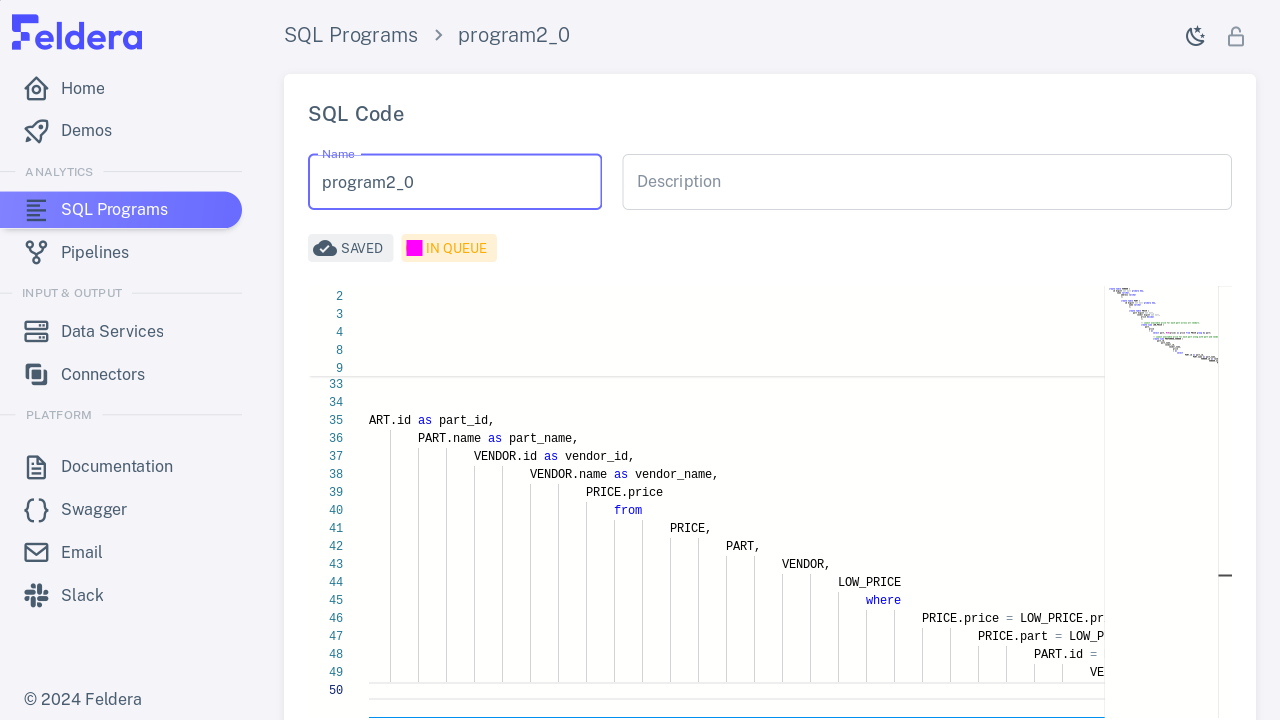 Feldera
SQL Programs > program2_0
Home
Demos
ANALYTICS
SQL Programs
Pipelines
INPUT & OUTPUT
Data Services
Connectors
PLATFORM
Documentation
Swagger
Email
Slack
© 2024 Feldera
SQL Code
Name
program2_0
Description
SAVED
IN QUEUE
2
3
4
8
9
33
34
35 ART.id as part_id,
36 PART.name as part_name,
37 VENDOR.id as vendor_id,
38 VENDOR.name as vendor_name,
39 PRICE.price
40 from
41 PRICE,
42 PART,
43 VENDOR,
44 LOW_PRICE
45 where
46 PRICE.price = LOW_PRICE.pr
47 PRICE.part = LOW_P
48 PART.id =
49 VE
50